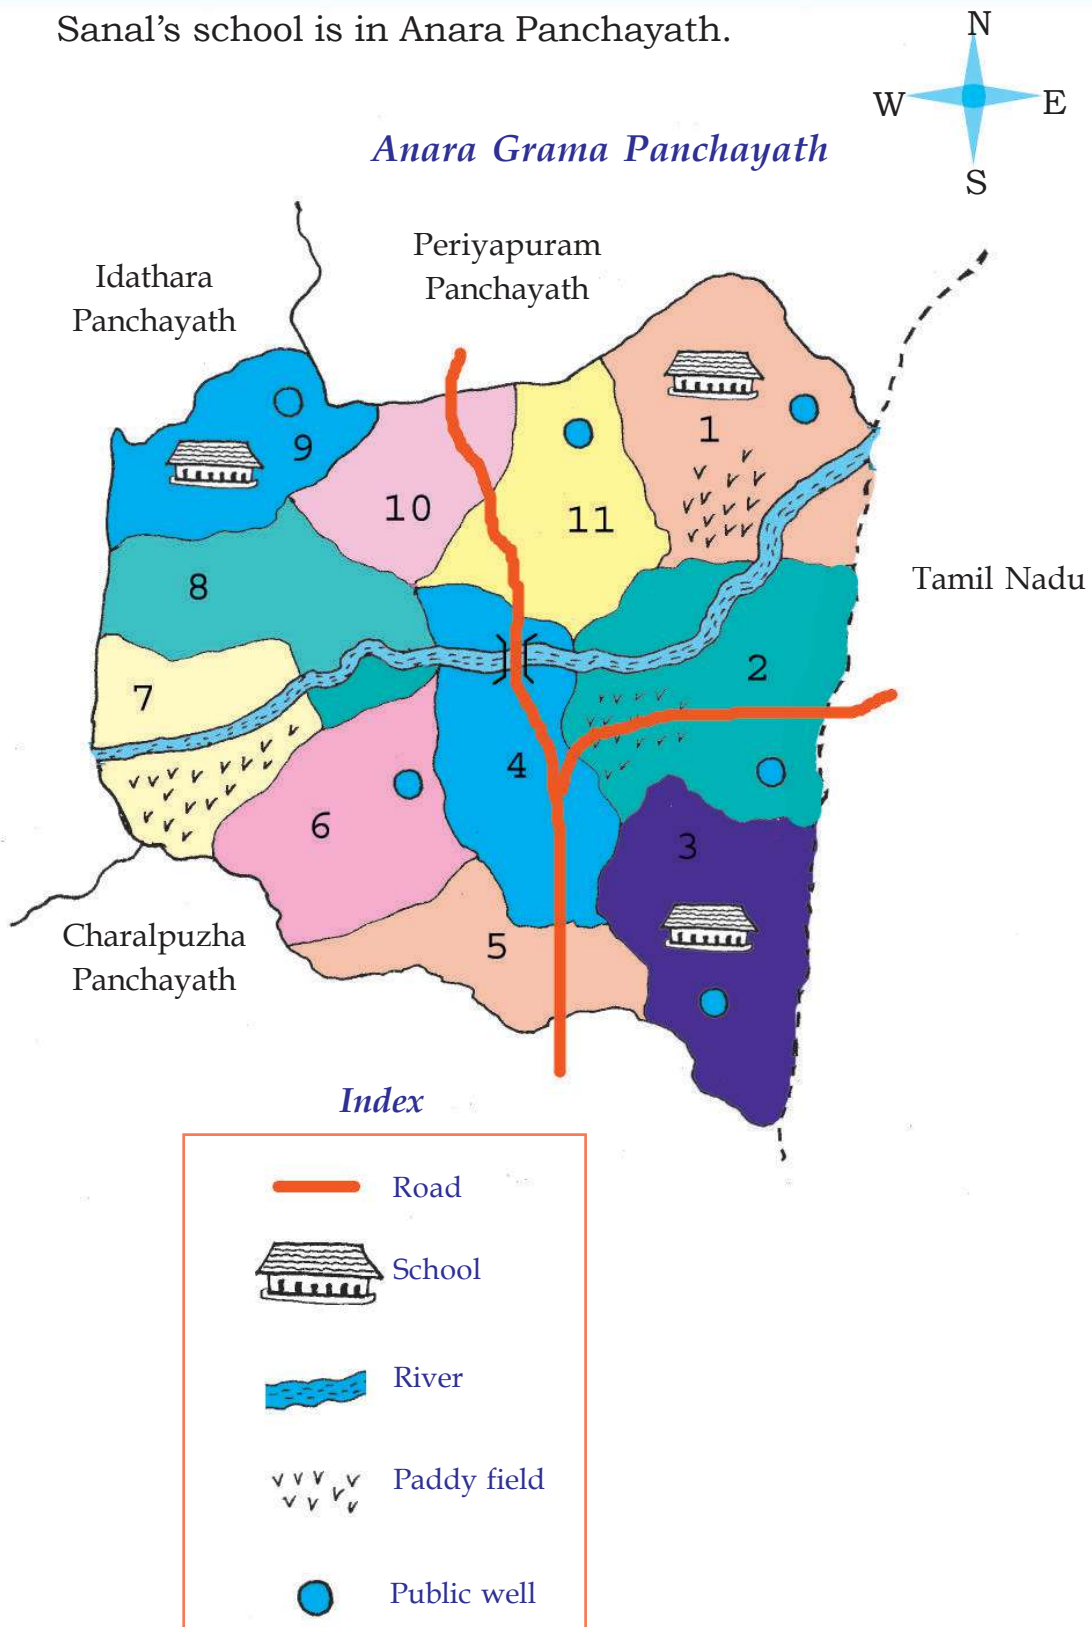 Sanal's school is in Anara Panchayath.
N
W
E
S
Anara Grama Panchayath
Idathara
Panchayath
Periyapuram
Panchayath
1
9
10
11
8
Tamil Nadu
2
7
4
6
3
5
Charalpuzha
Panchayath
Index
Road
School
River
Paddy field
Public well